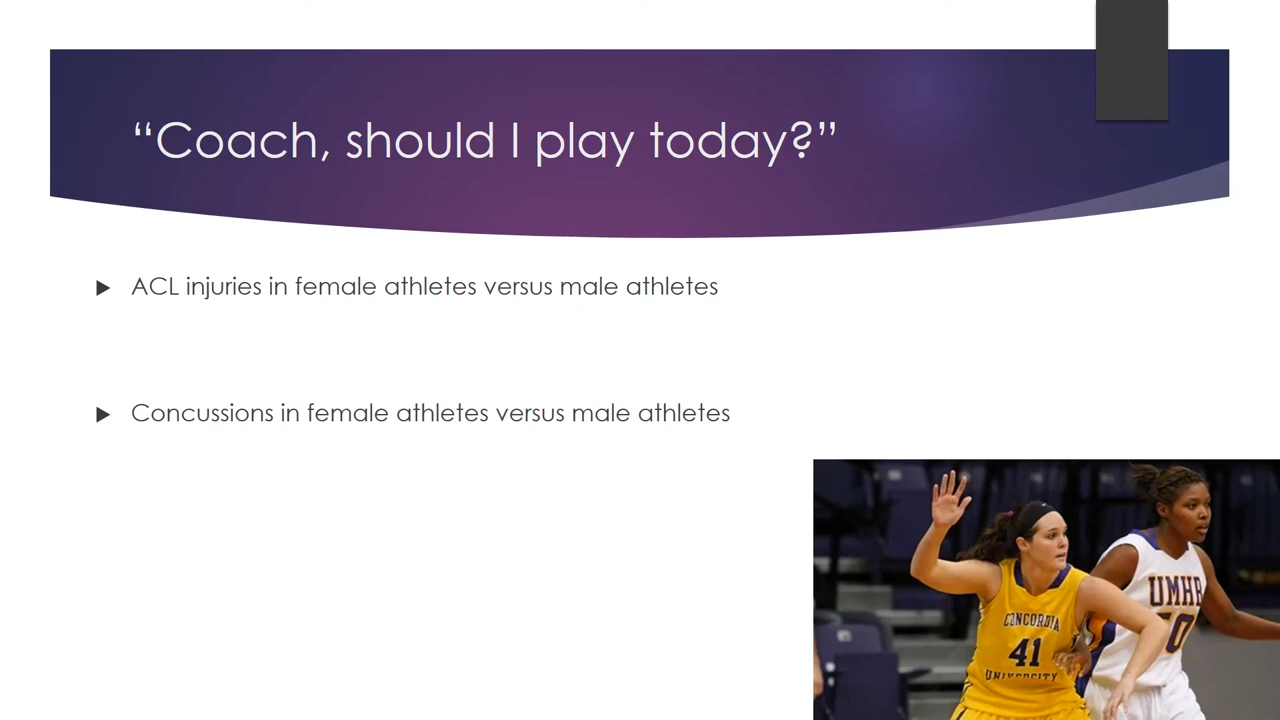 “Coach, should I play today?”
ACL injuries in female athletes versus male athletes
Concussions in female athletes versus male athletes
CONCORDIA
41
UNIVERSITY
UMHB
0